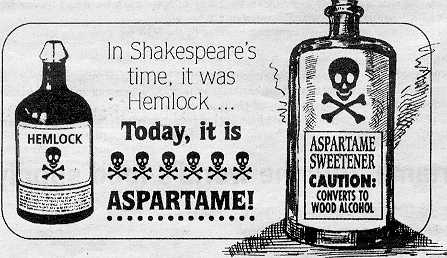 In Shakespeare's
time, it was
Hemlock ...
Today, it is
ASPARTAME!
HEMLOCK
ASPARTAME
SWEETENER
CAUTION:
CONVERTS TO
WOOD ALCOHOL